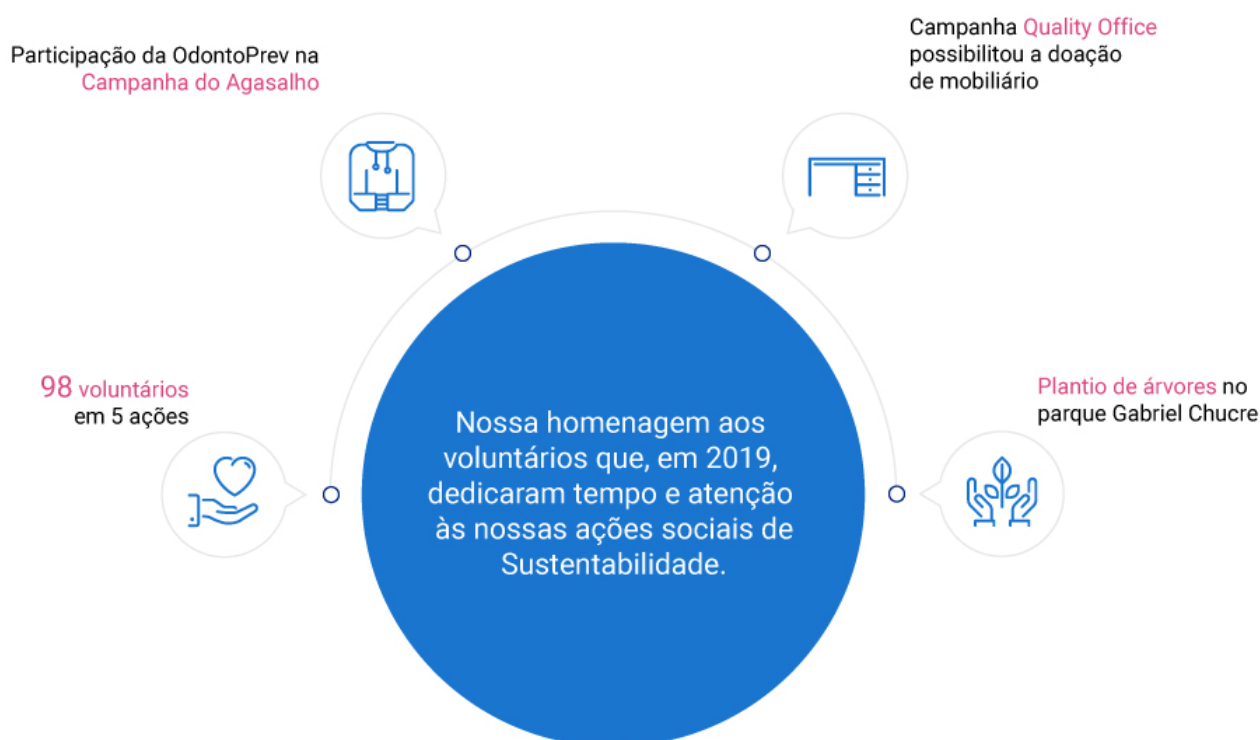 Participação da OdontoPrev na
Campanha do Agasalho
Campanha Quality Office
possibilitou a doação
de mobiliário
98 voluntários
em 5 ações
Plantio de árvores no
parque Gabriel Chucre
Nossa homenagem aos
voluntários que, em 2019,
dedicaram tempo e atenção
às nossas ações sociais de
Sustentabilidade.